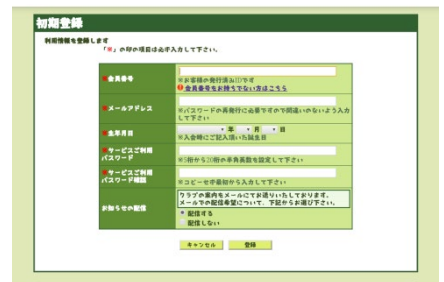 初期登録
利用情報を登録します
「※」の印の項目は必ず入力して下さい。
※会員番号
※お客様の発行済みIDです
会員番号をお持ちでない方はこちら
※メールアドレス
※パスワードの再発行に必要ですので間違いのないよう入力
して下さい
※生年月日
年 月 日
※入会時にご記入頂いた誕生日
※サービスご利用
パスワード
※5桁から20桁の半角英数を設定して下さい
※サービスご利用
パスワード確認
※コピーせず最初から入力して下さい
お知らせの配信
クラブの案内をメールにてお送りいたしております。
メールでの配信希望について、下記からお選び下さい。
配信する
配信しない
キャンセル 登録